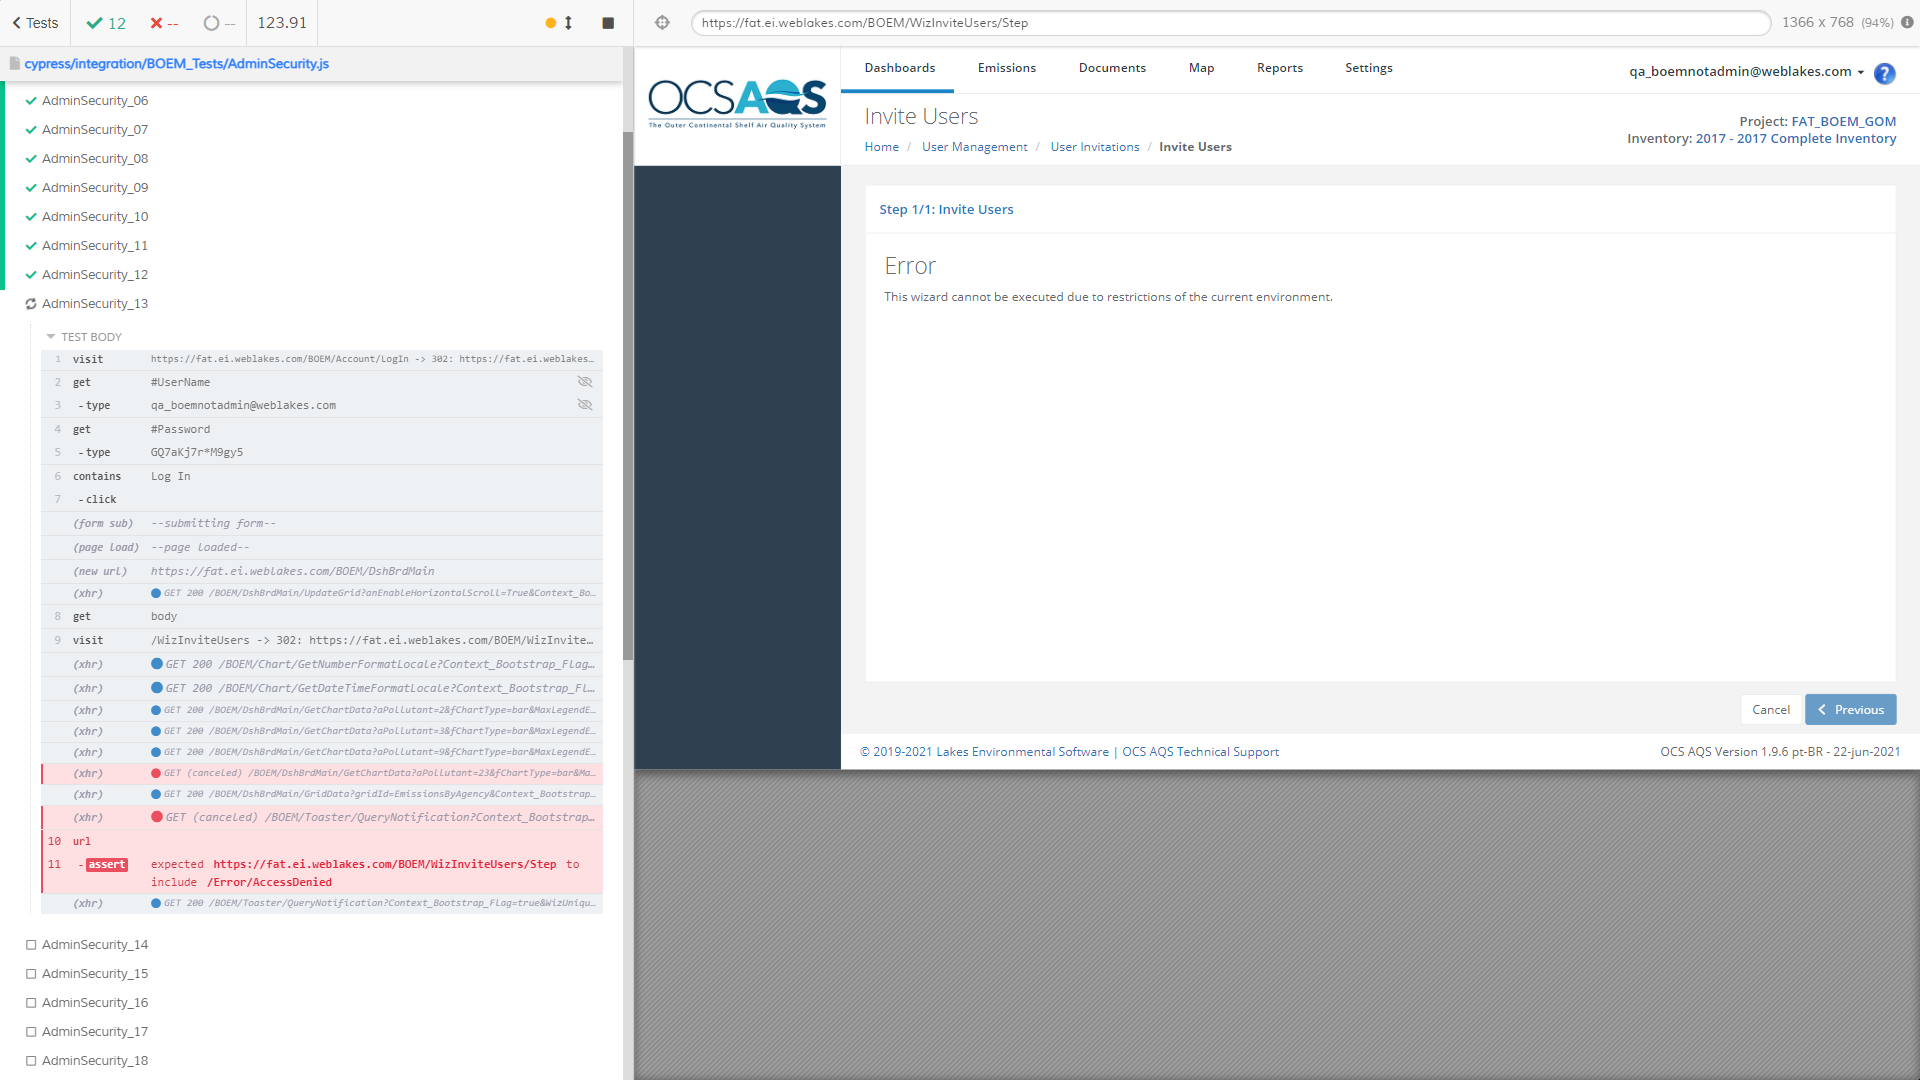 Tests
12
--
--
123.91
https://fat.ei.weblakes.com/BOEM/WizInviteUsers/Step
1366 x 768 (94%)
cypress/integration/BOEM_Tests/AdminSecurity.js
AdminSecurity_06
AdminSecurity_07
AdminSecurity_08
AdminSecurity_09
AdminSecurity_10
AdminSecurity_11
AdminSecurity_12
AdminSecurity_13
TEST BODY
1 visit https://fat.ei.weblakes.com/BOEM/Account/LogIn -> 302: https://fat.ei.weblakes…
2 get #UserName
3 -type qa_boemnotadmin@weblakes.com
4 get #Password
5 -type GQ7aKj7r*M9gy5
6 contains Log In
7 -click
(form sub) --submitting form--
(page load) --page loaded--
(new url) https://fat.ei.weblakes.com/BOEM/DshBrdMain
(xhr) GET 200 /BOEM/DshBrdMain/UpdateGrid?anEnableHorizontalScroll=True&Context_Bo…
8 get body
9 visit /WizInviteUsers -> 302: https://fat.ei.weblakes.com/BOEM/WizInvite…
(xhr) GET 200 /BOEM/Chart/GetNumberFormatLocale?Context_Bootstrap_Flag…
(xhr) GET 200 /BOEM/Chart/GetDateTimeFormatLocale?Context_Bootstrap_Fl…
(xhr) GET 200 /BOEM/DshBrdMain/GetChartData?aPollutant=2&fChartType=bar&MaxLegendE…
(xhr) GET 200 /BOEM/DshBrdMain/GetChartData?aPollutant=3&fChartType=bar&MaxLegendE…
(xhr) GET 200 /BOEM/DshBrdMain/GetChartData?aPollutant=9&fChartType=bar&MaxLegendE…
(xhr) GET (canceled) /BOEM/DshBrdMain/GetChartData?aPollutant=23&fChartType=bar&Ma…
(xhr) GET 200 /BOEM/DshBrdMain/GridData?gridId=EmissionsByAgency&Context_Bootstrap…
(xhr) GET (canceled) /BOEM/Toaster/QueryNotification?Context_Bootstrap…
10 url
11 -assert expected https://fat.ei.weblakes.com/BOEM/WizInviteUsers/Step to
include /Error/AccessDenied
(xhr) GET 200 /BOEM/Toaster/QueryNotification?Context_Bootstrap_Flag=true&WizUniqu…
AdminSecurity_14
AdminSecurity_15
AdminSecurity_16
AdminSecurity_17
AdminSecurity_18
OCSAQS
The Outer Continental Shelf Air Quality System
Dashboards Emissions Documents Map Reports Settings
qa_boemnotadmin@weblakes.com
?
Invite Users
Home / User Management / User Invitations / Invite Users
Project: FAT_BOEM_GOM
Inventory: 2017 - 2017 Complete Inventory
Step 1/1: Invite Users
Error
This wizard cannot be executed due to restrictions of the current environment.
Cancel
Previous
© 2019-2021 Lakes Environmental Software | OCS AQS Technical Support
OCS AQS Version 1.9.6 pt-BR - 22-jun-2021